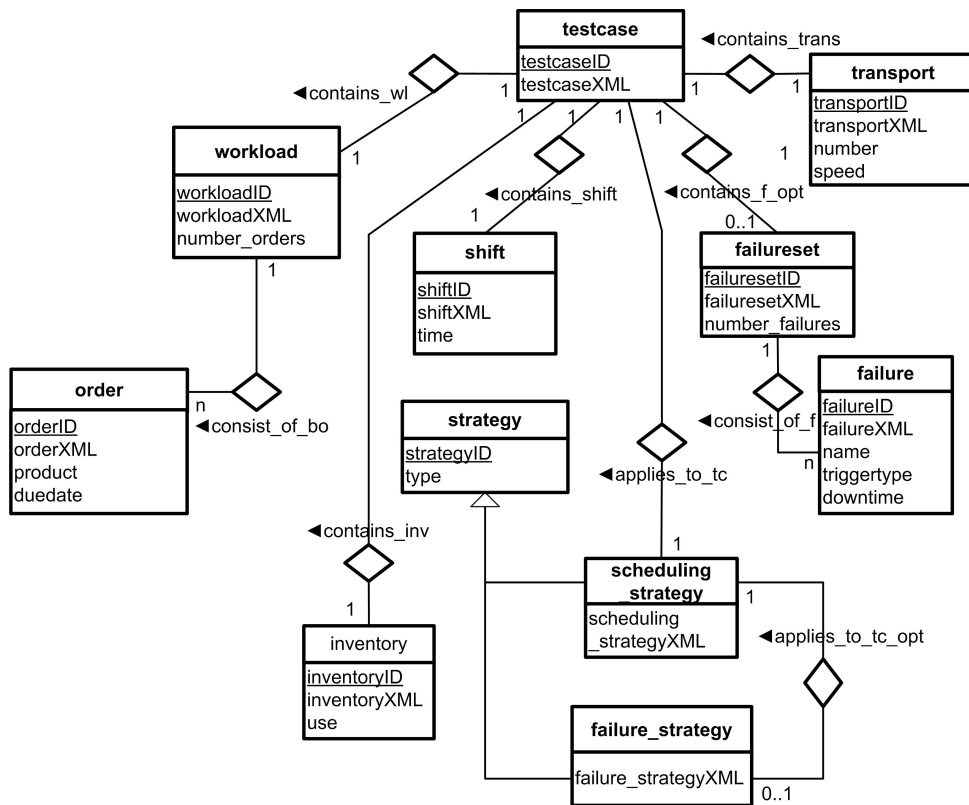 testcase
testcaseID
testcaseXML
◄contains_trans
1
1
transport
transportID
transportXML
number
speed
1
◄contains_wl
1
1
workload
workloadID
workloadXML
number_orders
1
1
1
1
1
◄contains_shift
1
◄contains_f_opt
0..1
shift
shiftID
shiftXML
time
failureset
failuresetID
failuresetXML
number_failures
1
order
orderID
orderXML
product
duedate
n
◄consist_of_bo
strategy
strategyID
type
◄consist_of_f
n
failure
failureID
failureXML
name
triggertype
downtime
◄applies_to_tc
1
◄contains_inv
1
inventory
inventoryID
inventoryXML
use
scheduling
_strategy
scheduling
_strategyXML
1
◄applies_to_tc_opt
failure_strategy
failure_strategyXML
0..1